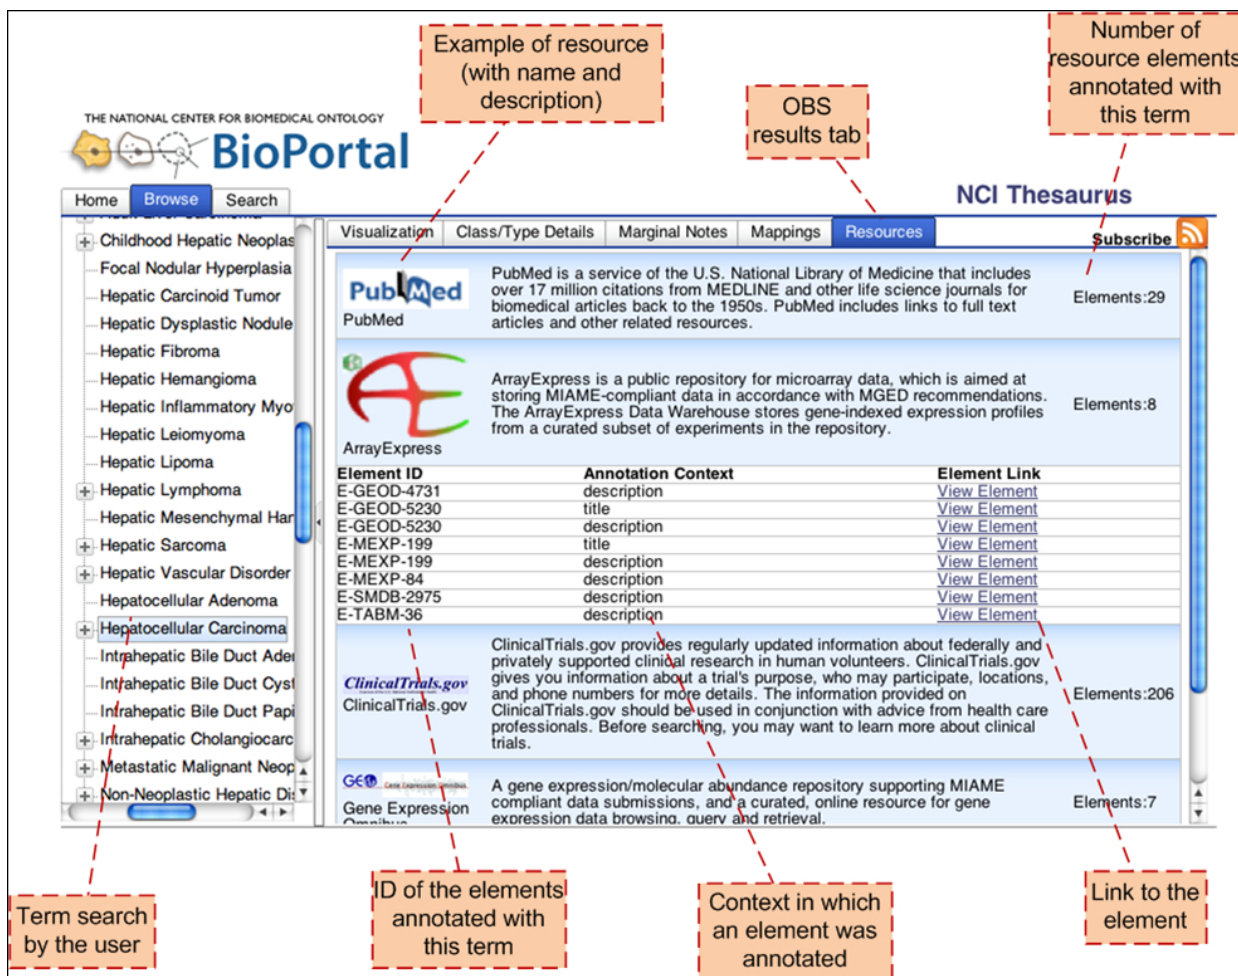 Example of resource
(with name and
description)
Number of
resource elements
annotated with
this term
OBS
results tab
THE NATIONAL CENTER FOR BIOMEDICAL ONTOLOGY
BioPortal
Home Browse Search
NCI Thesaurus
Childhood Hepatic Neoplas
Focal Nodular Hyperplasia
Hepatic Carcinoid Tumor
Hepatic Dysplastic Nodule
Hepatic Fibroma
Hepatic Hemangioma
Hepatic Inflammatory Myo
Hepatic Leiomyoma
Hepatic Lipoma
Hepatic Lymphoma
Hepatic Mesenchymal Har
Hepatic Sarcoma
Hepatic Vascular Disorder
Hepatocellular Adenoma
Hepatocellular Carcinoma
Intrahepatic Bile Duct Ader
Intrahepatic Bile Duct Cyst
Intrahepatic Bile Duct Papi
Intrahepatic Cholangiocarc
Metastatic Malignant Neop
Non-Neoplastic Hepatic Dis
Visualization Class/Type Details Marginal Notes Mappings Resources
Subscribe
PubMed
PubMed
PubMed is a service of the U.S. National Library of Medicine that includes
over 17 million citations from MEDLINE and other life science journals for
biomedical articles back to the 1950s. PubMed includes links to full text
articles and other related resources.
Elements:29
ArrayExpress
ArrayExpress is a public repository for microarray data, which is aimed at
storing MIAME-compliant data in accordance with MGED recommendations.
The ArrayExpress Data Warehouse stores gene-indexed expression profiles
from a curated subset of experiments in the repository.
Elements:8
Element ID Annotation Context Element Link
E-GEOD-4731 description View Element
E-GEOD-5230 title View Element
E-GEOD-5230 description View Element
E-MEXP-199 title View Element
E-MEXP-199 description View Element
E-MEXP-84 description View Element
E-SMDB-2975 description View Element
E-TABM-36 description View Element
ClinicalTrials.gov
ClinicalTrials.gov
ClinicalTrials.gov provides regularly updated information about federally and
privately supported clinical research in human volunteers. ClinicalTrials.gov
gives you information about a trial's purpose, who may participate, locations,
and phone numbers for more details. The information provided on
ClinicalTrials.gov should be used in conjunction with advice from health care
professionals. Before searching, you may want to learn more about clinical
trials.
Elements:206
GEO Gene Expression Omnibus
Gene Expression
Omnibus
A gene expression/molecular abundance repository supporting MIAME
compliant data submissions, and a curated, online resource for gene
expression data browsing, query and retrieval.
Elements:7
Term search
by the user
ID of the elements
annotated with
this term
Context in which
an element was
annotated
Link to the
element